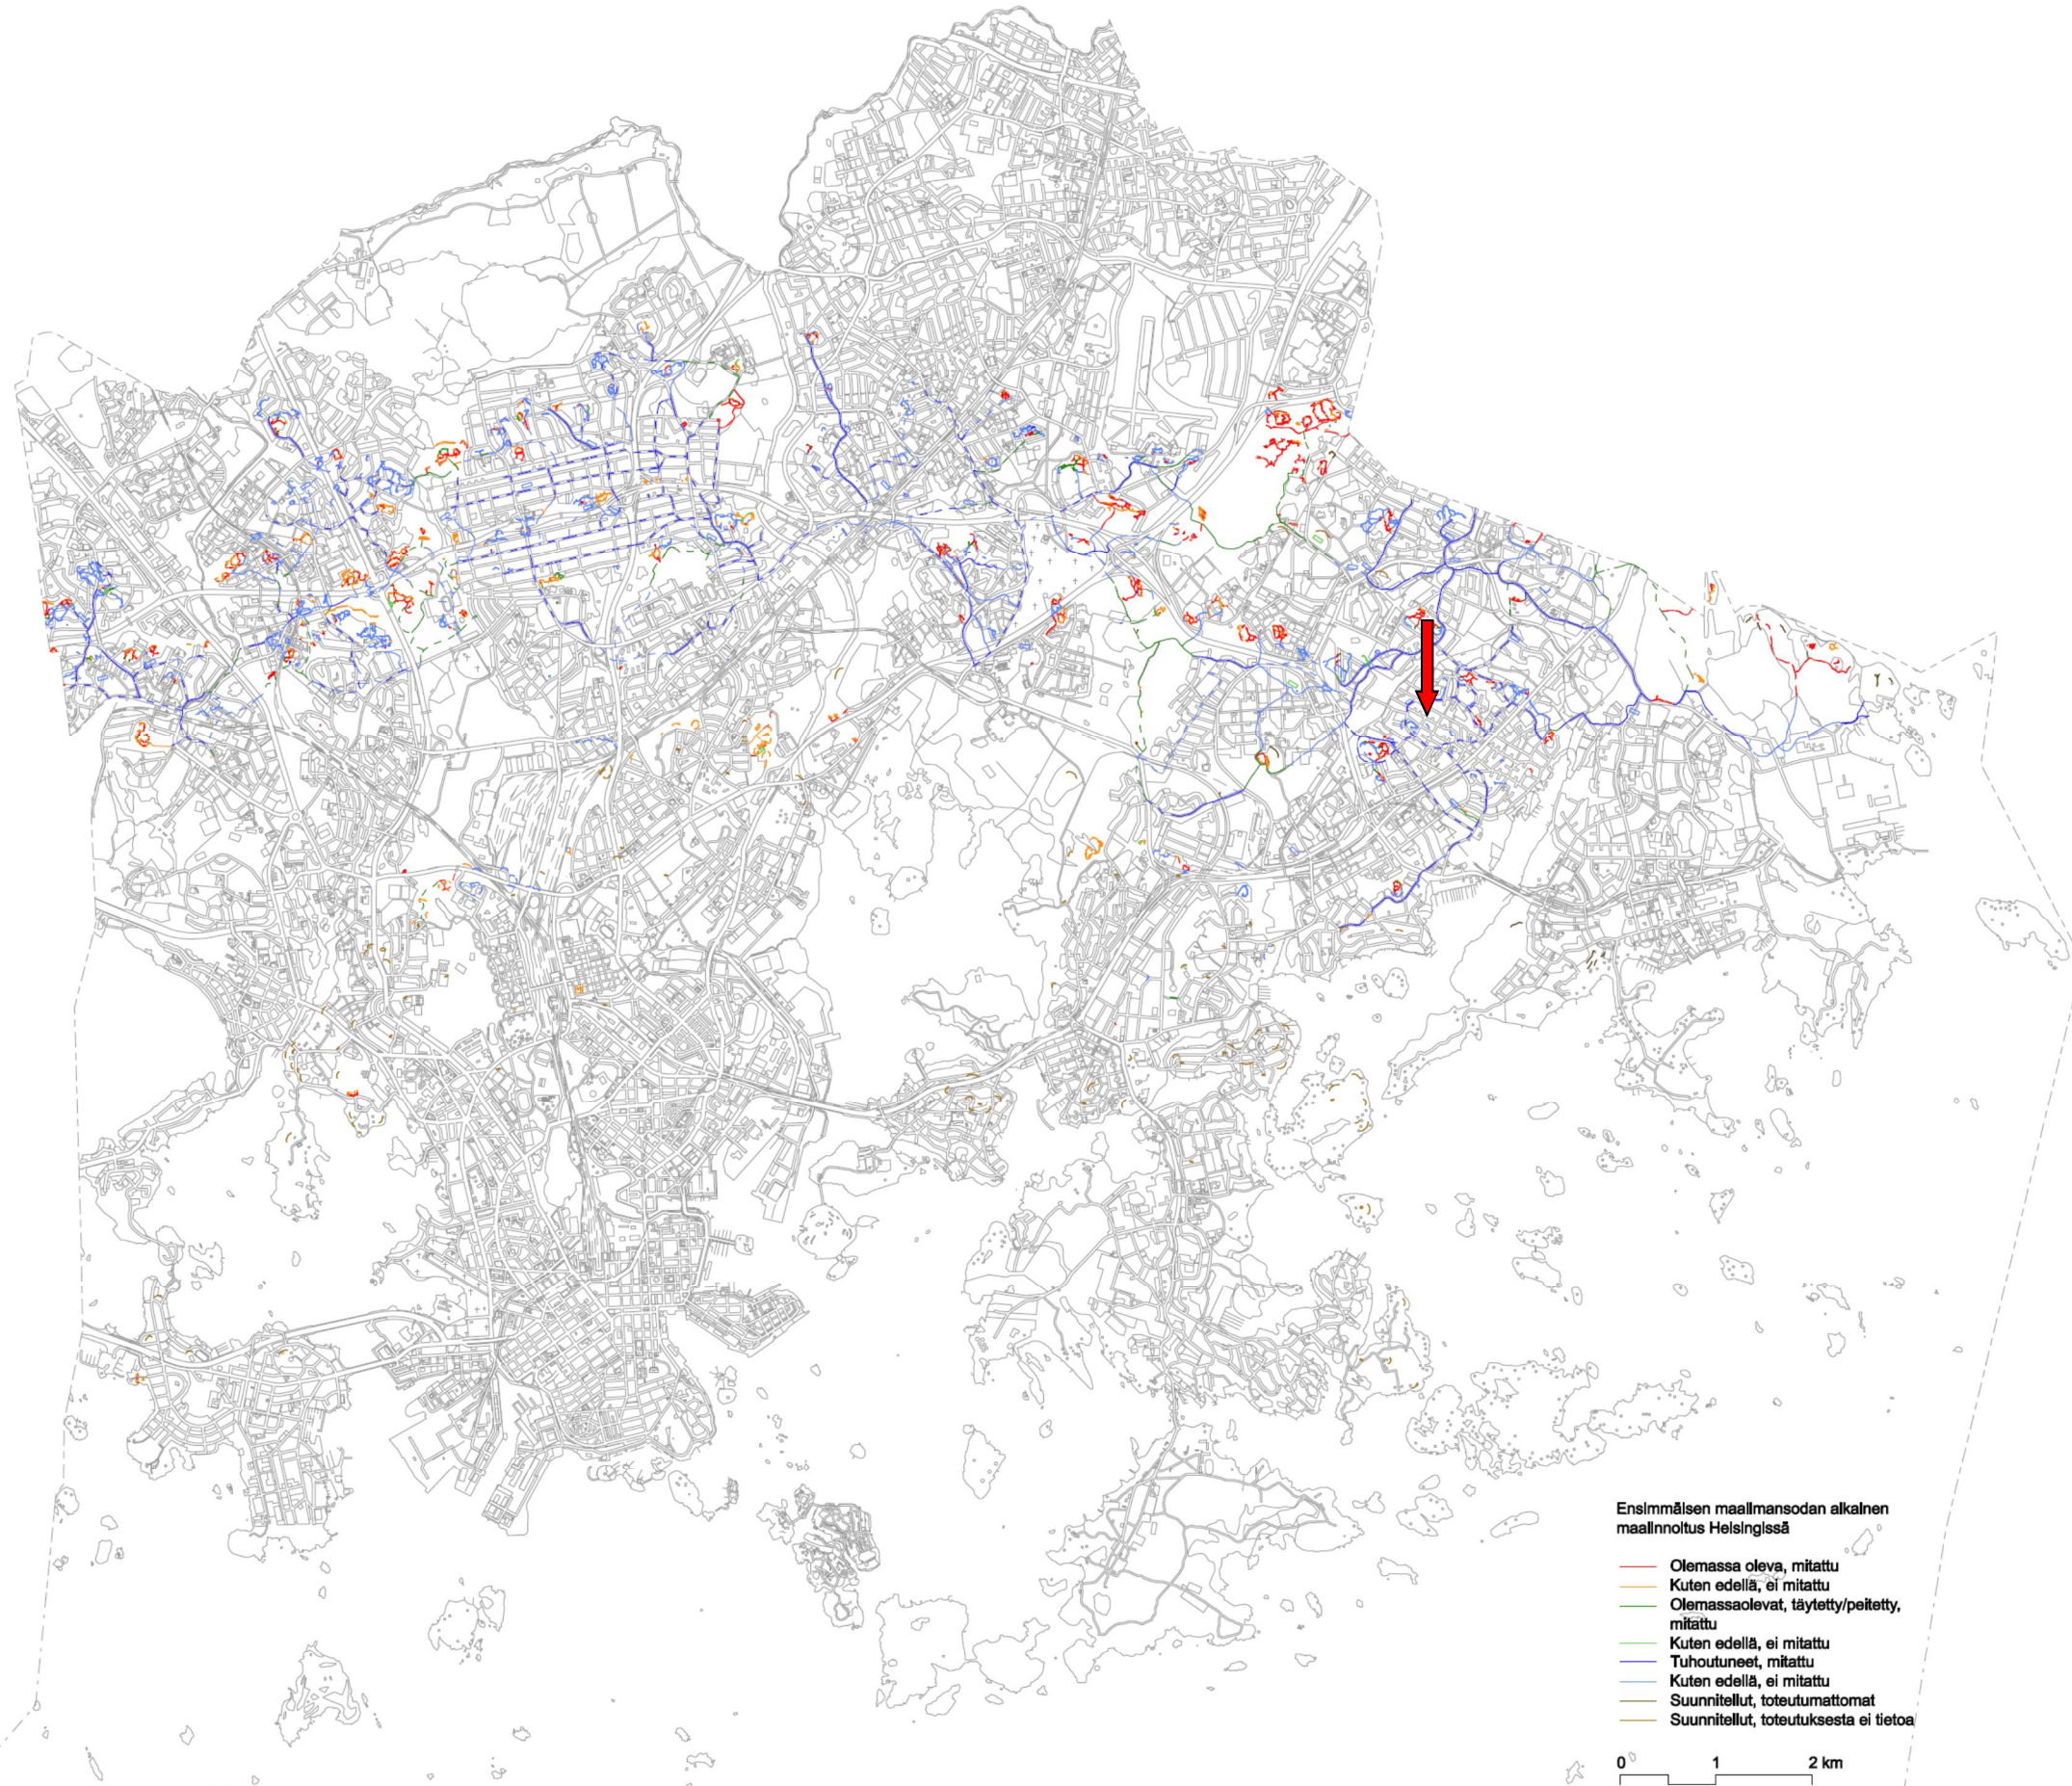 Ensimmäisen maailmansodan aikainen
maalinnoitus Helsingissä
Olemassa oleva, mitattu
Kuten edellä, ei mitattu
Olemassaolevat, täytetty/peitetty,
mitattu
Kuten edellä, ei mitattu
Tuhoutuneet, mitattu
Kuten edellä, ei mitattu
Suunnitellut, toteutumattomat
Suunnitellut, toteutuksesta ei tietoa
0 1 2 km